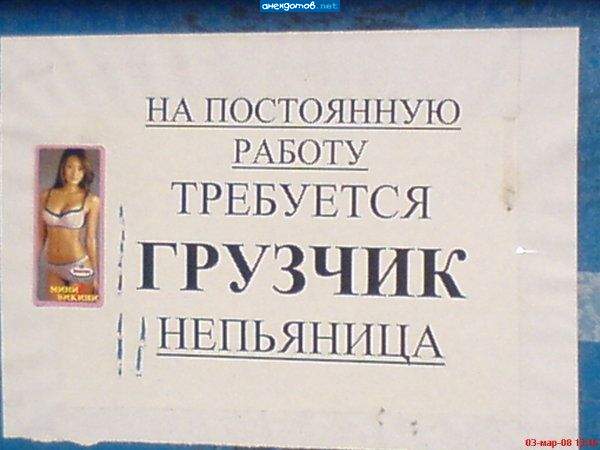 анекдотов.net
НА ПОСТОЯННУЮ
РАБОТУ
ТРЕБУЕТСЯ
ГРУЗЧИК
НЕПЬЯНИЦА
МИНИ
БИКИНИ
03-мар-08